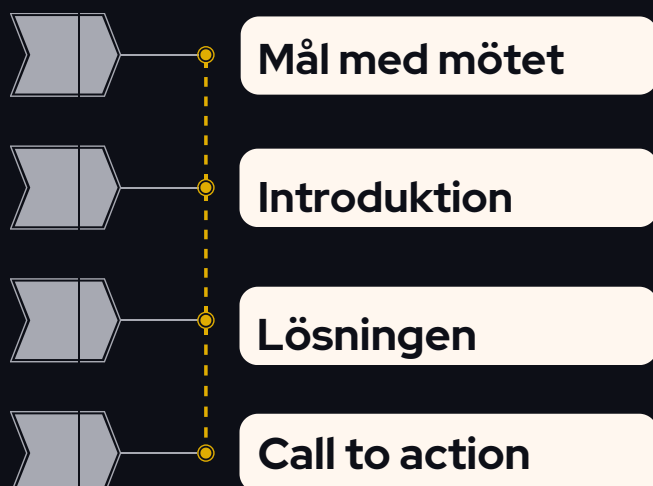 Mål med mötet
Introduktion
Lösningen
Call to action